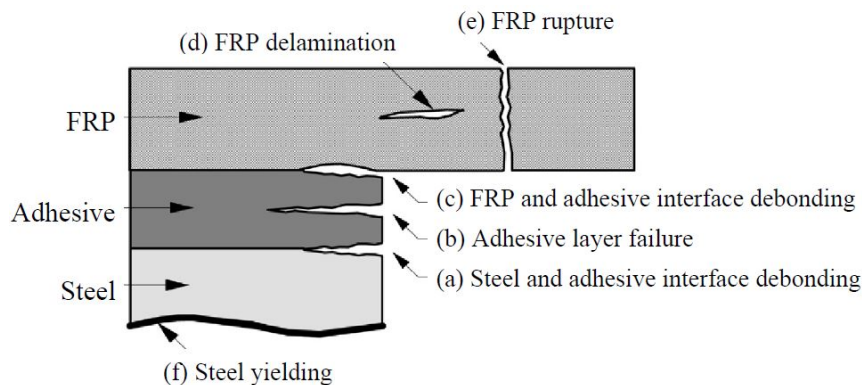 (e) FRP rupture
(d) FRP delamination
FRP
(c) FRP and adhesive interface debonding
Adhesive
(b) Adhesive layer failure
(a) Steel and adhesive interface debonding
Steel
(f) Steel yielding